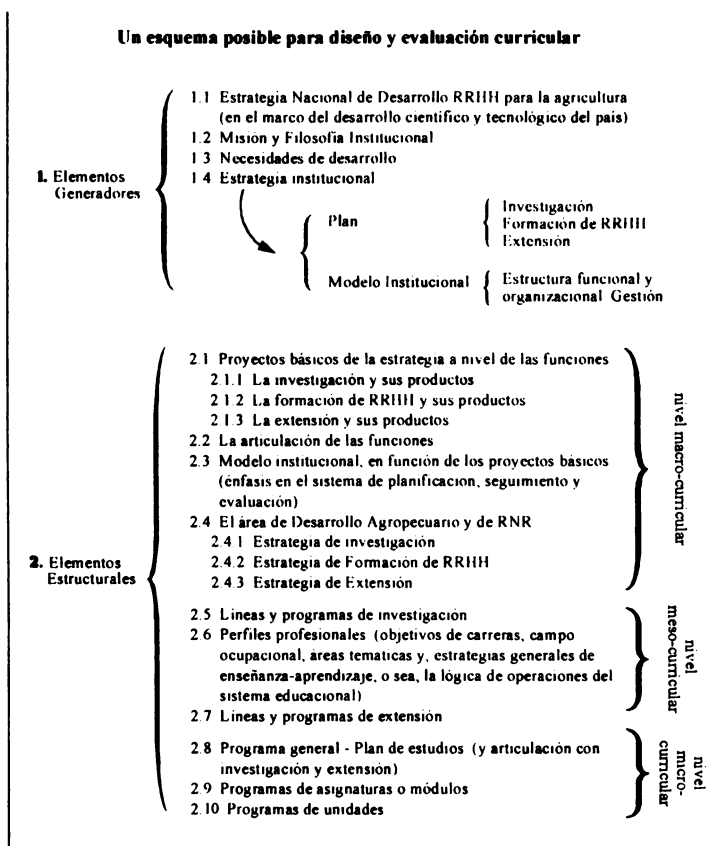 Un esquema posible para diseño y evaluación curricular
1. Elementos
Generadores
1.1 Estrategia Nacional de Desarrollo RRHH para la agricultura
(en el marco del desarrollo científico y tecnológico del país)
1.2 Misión y Filosofía Institucional
1.3 Necesidades de desarrollo
1.4 Estrategia institucional
Plan
Investigación
Formación de RRHH
Extensión
Modelo Institucional
Estructura funcional y
organizacional Gestión
2. Elementos
Estructurales
2.1 Proyectos básicos de la estrategia a nivel de las funciones
2.1.1 La investigación y sus productos
2.1.2 La formación de RRHH y sus productos
2.1.3 La extensión y sus productos
2.2 La articulación de las funciones
2.3 Modelo institucional, en función de los proyectos básicos
(énfasis en el sistema de planificacion, seguimiento y
evaluación)
2.4 El área de Desarrollo Agropecuario y de RNR
2.4.1 Estrategia de investigación
2.4.2 Estrategia de Formación de RRHH
2.4.3 Estrategia de Extensión
nivel macro-curricular
2.5 Lineas y programas de investigación
2.6 Perfiles profesionales (objetivos de carreras, campo
ocupacional, áreas tematicas y, estrategias generales de
enseñanza-aprendizaje, o sea, la lógica de operaciones del
sistema educacional)
2.7 Lineas y programas de extensión
nivel
meso-curricular
2.8 Programa general - Plan de estudios (y articulación con
investigación y extensión)
2.9 Programas de asignaturas o módulos
2.10 Programas de unidades
nivel
micro-
curricular